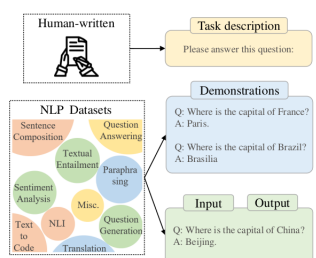 Human-written
Task description
Please answer this question:
Demonstrations
Q: Where is the capital of France?
A: Paris.
Q: Where is the capital of Brazil?
A: Brasilia
NLP Datasets
Sentence
Composition
Question
Answering
Textual
Entailment
Paraphra
sing
Sentiment
Analysis
Misc.
NLI
Question
Generation
Text
to
Code
Translation
Input
Output
Q: Where is the capital of China?
A: Beijing.